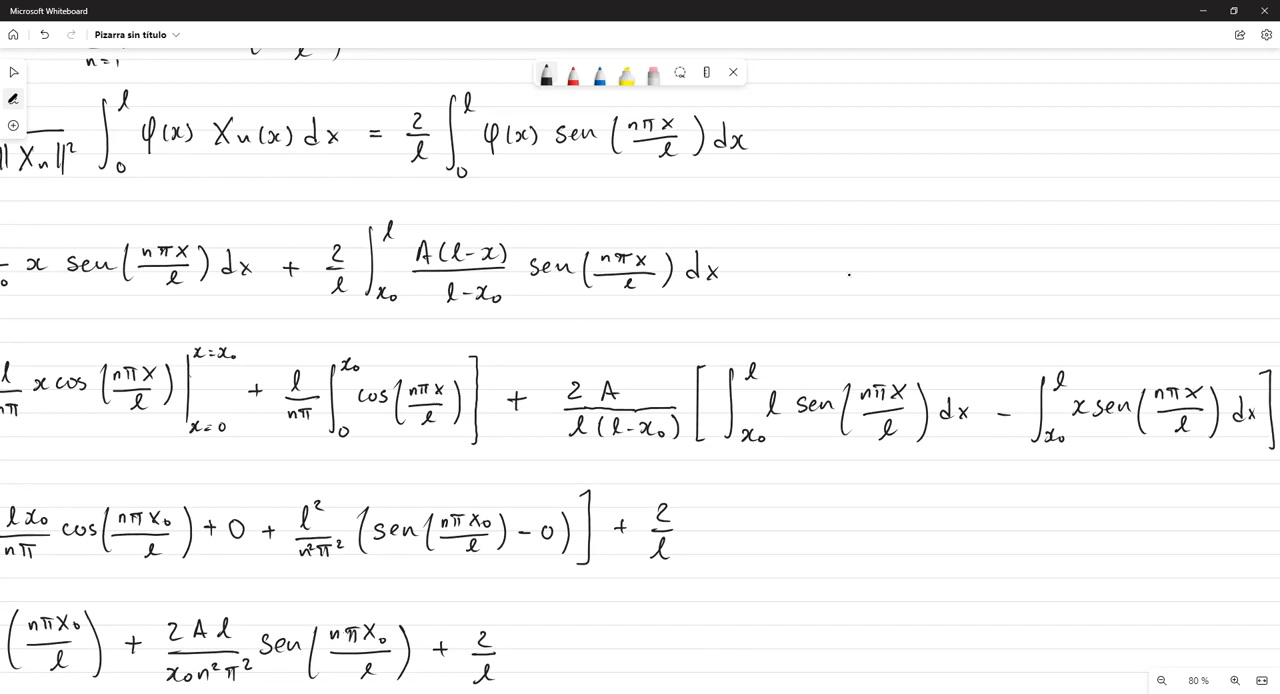 Microsoft Whiteboard
Parizarra sin título
n=1 l )
||Xn||² ∫₀^l φ(x) Xn(x) dx = 2/l ∫₀^l φ(x) sen(nπx/l) dx
x₀ x sen(nπx/l) dx + 2/l ∫_{x₀}^l A(l-x)/(l-x₀) sen(nπx/l) dx
l/nπ x cos(nπx/l) |_{x=0}^{x=x₀} + l/nπ ∫₀^{x₀} cos(nπx/l) ] + 2A/l(l-x₀) [ ∫_{x₀}^l l sen(nπx/l) dx - ∫_{x₀}^l x sen(nπx/l) dx ]
lx₀/nπ cos(nπx₀/l) + 0 + l²/n²π² (sen(nπx₀/l) - 0) ] + 2/l
(nπx₀/l) + 2Al/x₀n²π² sen(nπx₀/l) + 2/l
80 %